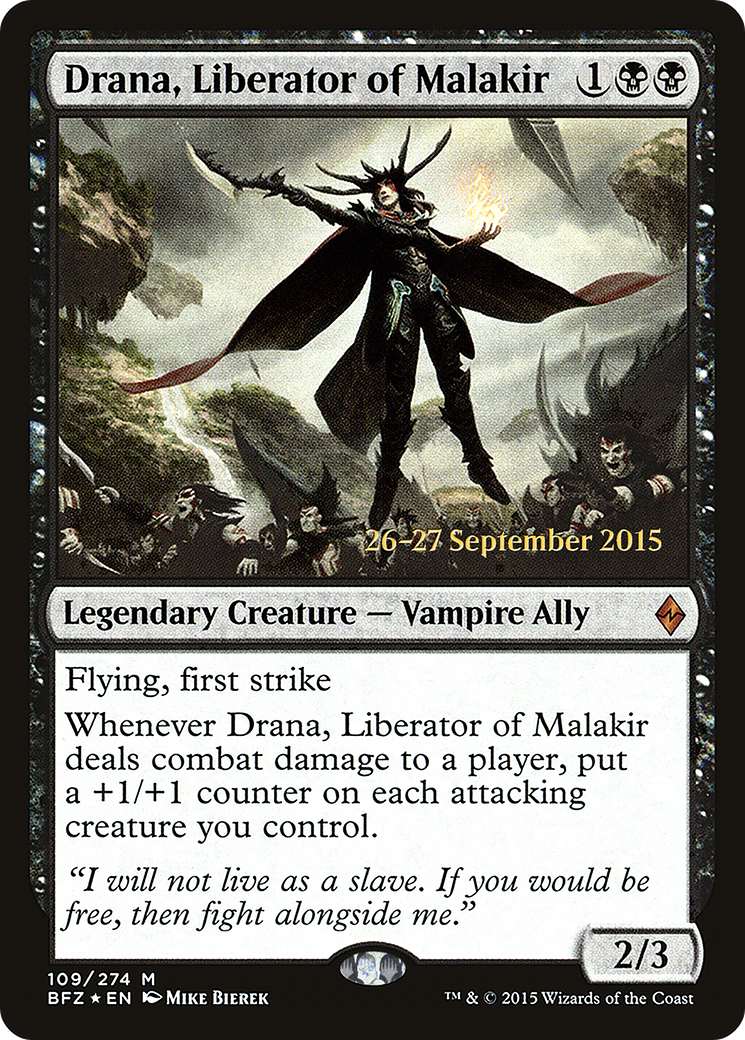 Drana, Liberator of Malakir 1
26–27 September 2015
Legendary Creature — Vampire Ally
Flying, first strike
Whenever Drana, Liberator of Malakir
deals combat damage to a player, put
a +1/+1 counter on each attacking
creature you control.
“I will not live as a slave. If you would be
free, then fight alongside me.”
2/3
109/274 M
BFZ★EN Mike Bierek
™ & © 2015 Wizards of the Coast